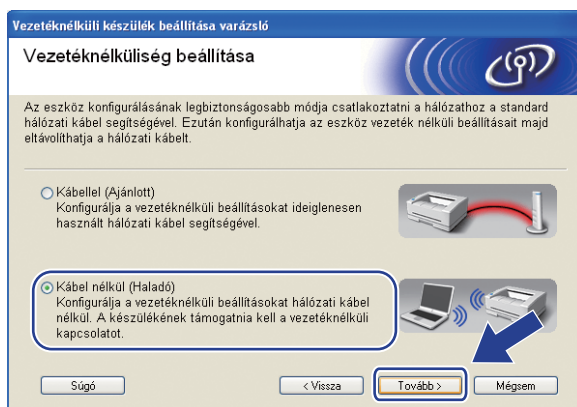 Vezetéknélküli készülék beállítása varázsló
Vezetéknélküliség beállítása
Az eszköz konfigurálásának legbiztonságosabb módja csatlakoztatni a hálózathoz a standard
hálózati kábel segítségével. Ezután konfigurálhatja az eszköz vezeték nélküli beállításait majd
eltávolíthatja a hálózati kábelt.
Kábellel (Ajánlott)
Konfigurálja a vezetéknélküli beállításokat ideiglenesen
használt hálózati kábel segítségével.
Kábel nélkül (Haladó)
Konfigurálja a vezetéknélküli beállításokat hálózati kábel
nélkül. A készülékének támogatnia kell a vezetéknélküli
kapcsolatot.
Súgó
< Vissza
Tovább >
Mégsem